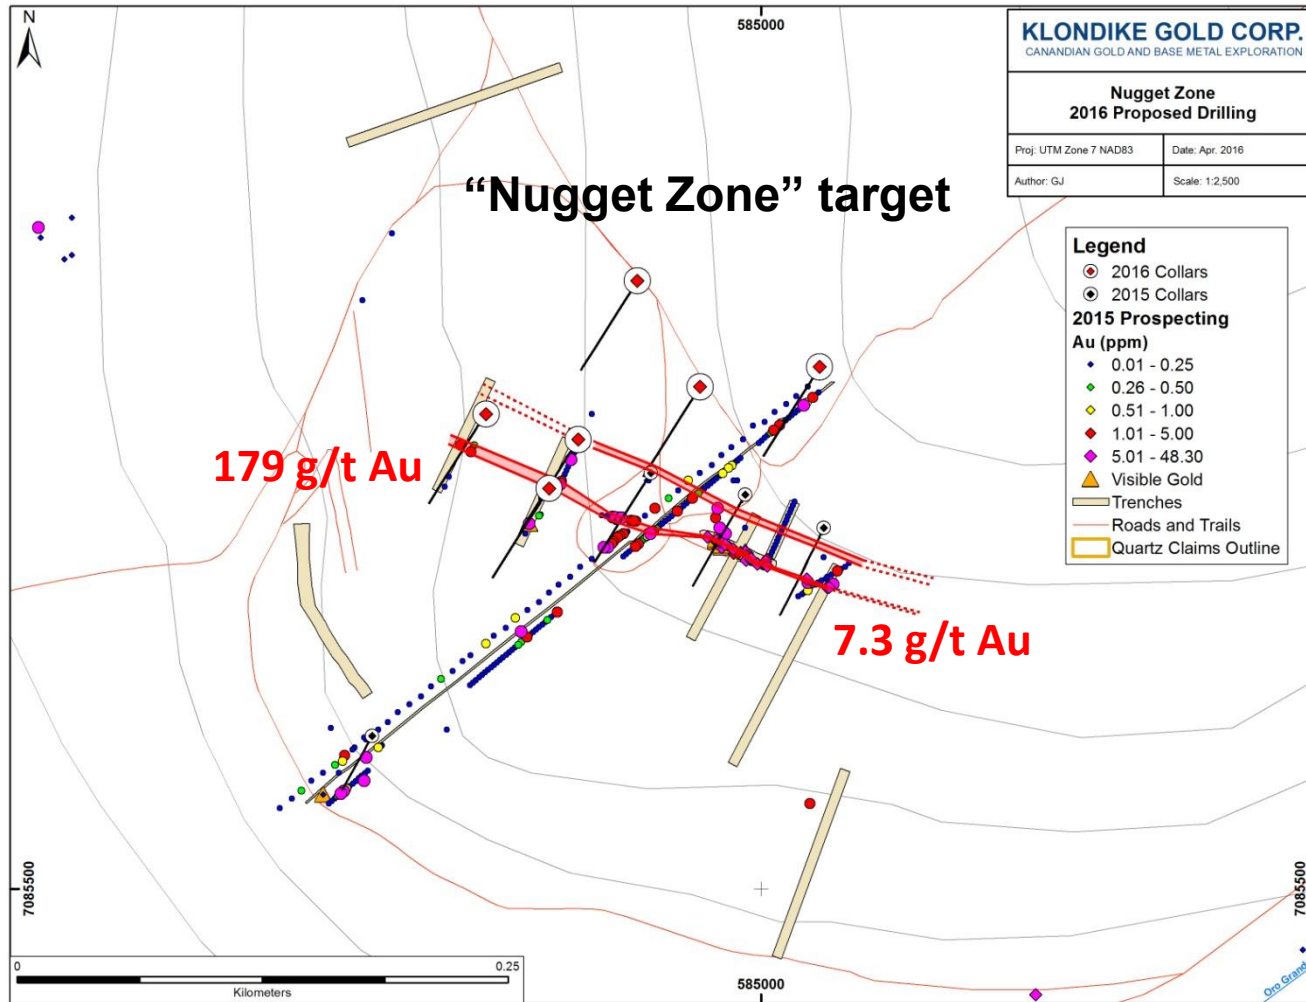 N
585000
KLONDIKE GOLD CORP.
CANANDIAN GOLD AND BASE METAL EXPLORATION
Nugget Zone
2016 Proposed Drilling
Proj: UTM Zone 7 NAD83
Date: Apr. 2016
Author: GJ
Scale: 1:2,500
“Nugget Zone” target
Legend
2016 Collars
2015 Collars
2015 Prospecting
Au (ppm)
0.01 - 0.25
0.26 - 0.50
0.51 - 1.00
1.01 - 5.00
5.01 - 48.30
Visible Gold
Trenches
Roads and Trails
Quartz Claims Outline
179 g/t Au
7.3 g/t Au
7085500
7085500
0
0.25
Kilometers
585000
Oro Grand